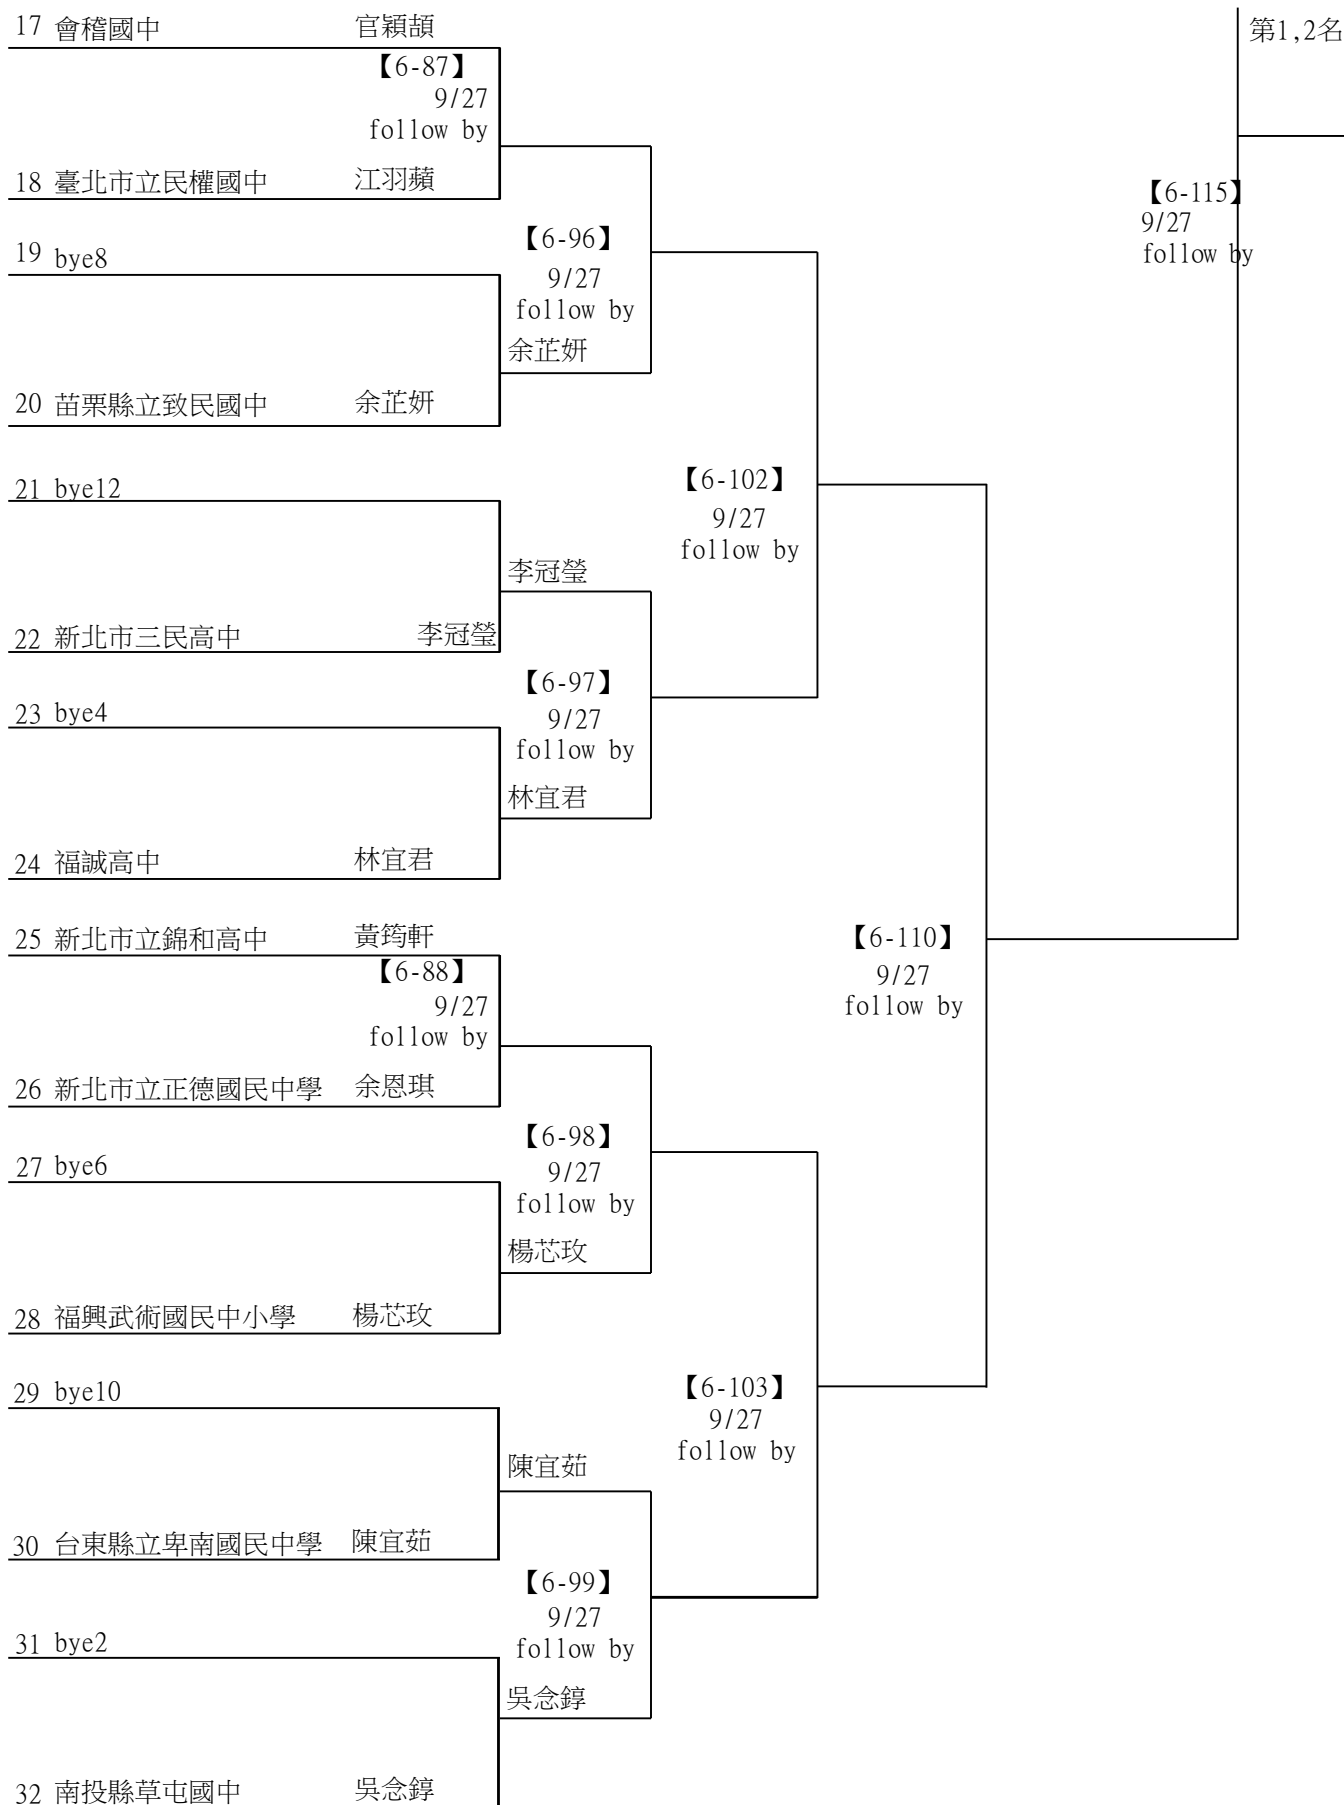 17 會稽國中 官穎頡
第1,2名
【6-87】
9/27
follow by
18 臺北市立民權國中 江羽蘋
【6-115】
9/27
follow by
19 bye8
【6-96】
9/27
follow by
余芷妍
20 苗栗縣立致民國中 余芷妍
21 bye12
【6-102】
9/27
follow by
李冠瑩
22 新北市三民高中 李冠瑩
【6-97】
9/27
follow by
23 bye4
林宜君
24 福誠高中 林宜君
25 新北市立錦和高中 黃筠軒
【6-88】
9/27
follow by
【6-110】
9/27
follow by
26 新北市立正德國民中學 余恩琪
【6-98】
9/27
follow by
27 bye6
楊芯玫
28 福興武術國民中小學 楊芯玫
29 bye10
【6-103】
9/27
follow by
陳宜茹
30 台東縣立卑南國民中學 陳宜茹
【6-99】
9/27
follow by
31 bye2
吳念錞
32 南投縣草屯國中 吳念錞